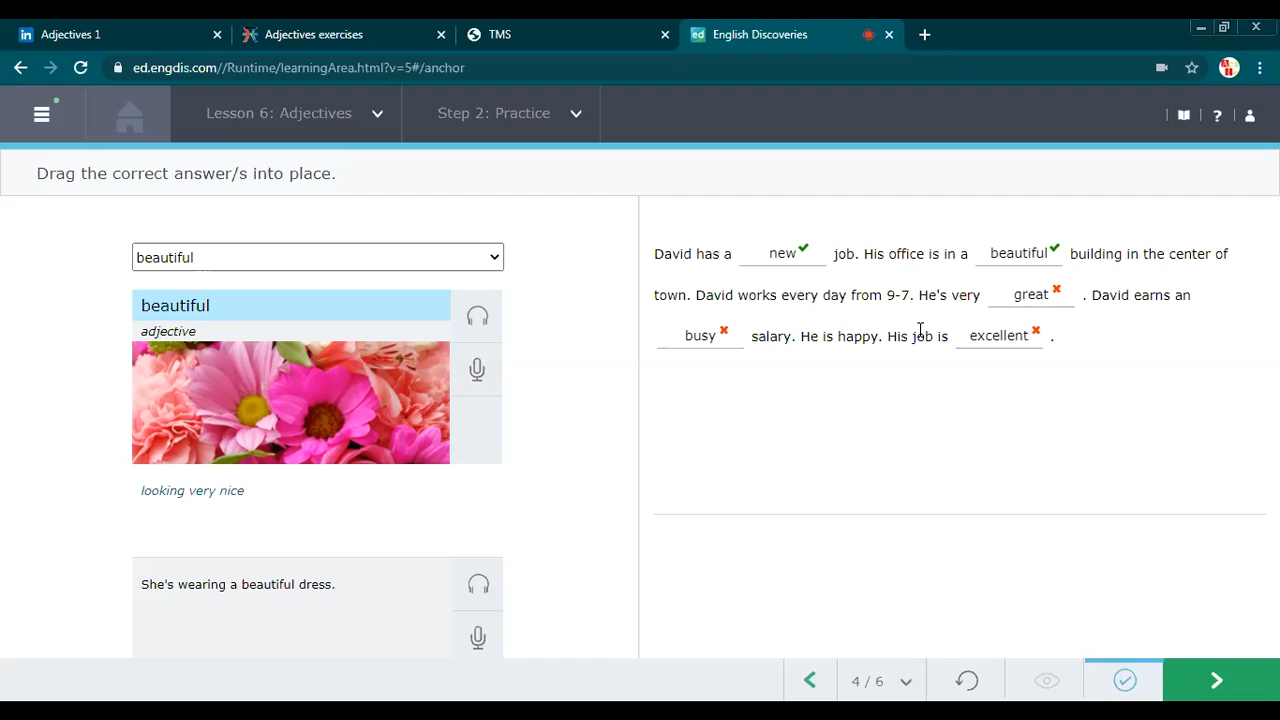 in Adjectives 1
Adjectives exercises
TMS
ed English Discoveries
ed.engdis.com//Runtime/learningArea.html?v=5#/anchor
Lesson 6: Adjectives
Step 2: Practice
?
Drag the correct answer/s into place.
beautiful
beautiful
adjective
looking very nice
She's wearing a beautiful dress.
David has a new job. His office is in a beautiful building in the center of
town. David works every day from 9-7. He's very great . David earns an
busy salary. He is happy. His job is excellent .
4 / 6